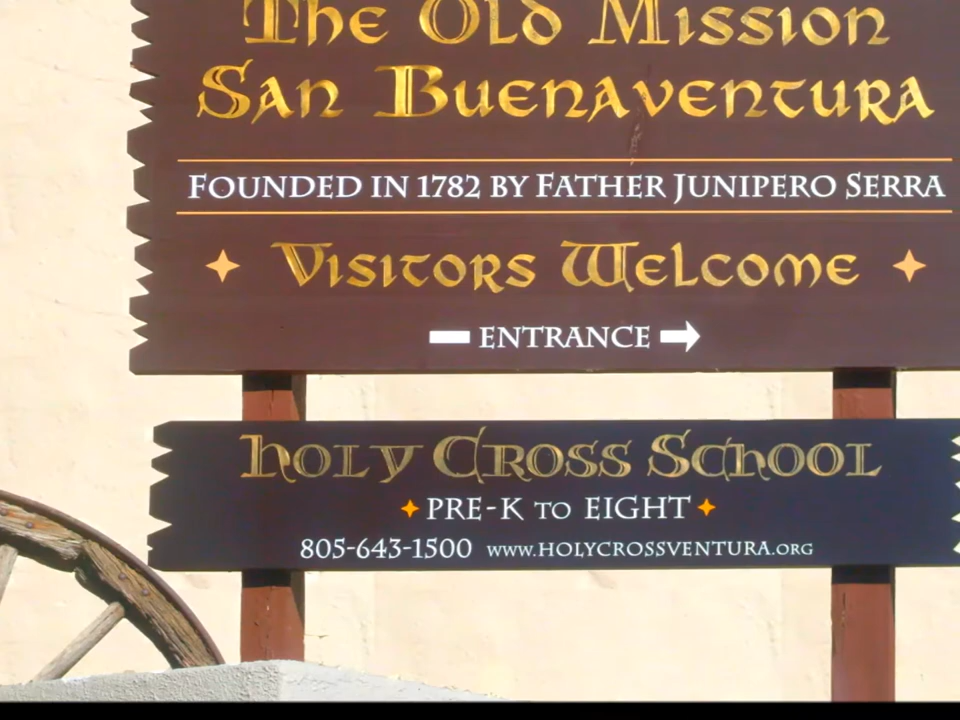 The Old Mission
San Buenaventura
FOUNDED IN 1782 BY FATHER JUNIPERO SERRA
Visitors Welcome
ENTRANCE
Holy Cross School
PRE-K TO EIGHT
805-643-1500 WWW.HOLYCROSSVENTURA.ORG